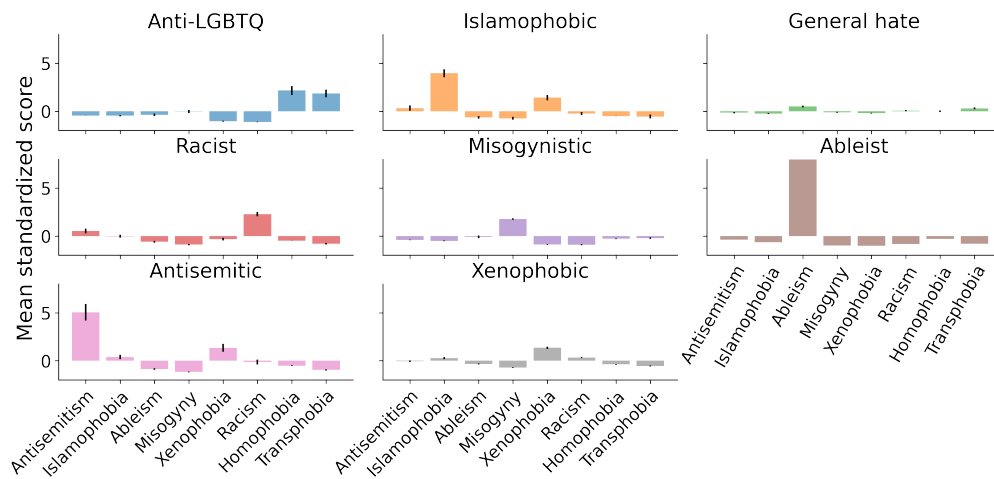 Anti-LGBTQ
Islamophobic
General hate
5
0
Racist
Misogynistic
Ableist
5
0
5
0
Antisemitic
Xenophobic
5
0
Mean standardized score
Antisemitism
Islamophobia
Ableism
Misogyny
Xenophobia
Racism
Homophobia
Transphobia
Antisemitism
Islamophobia
Ableism
Misogyny
Xenophobia
Racism
Homophobia
Transphobia
Antisemitism
Islamophobia
Ableism
Misogyny
Xenophobia
Racism
Homophobia
Transphobia